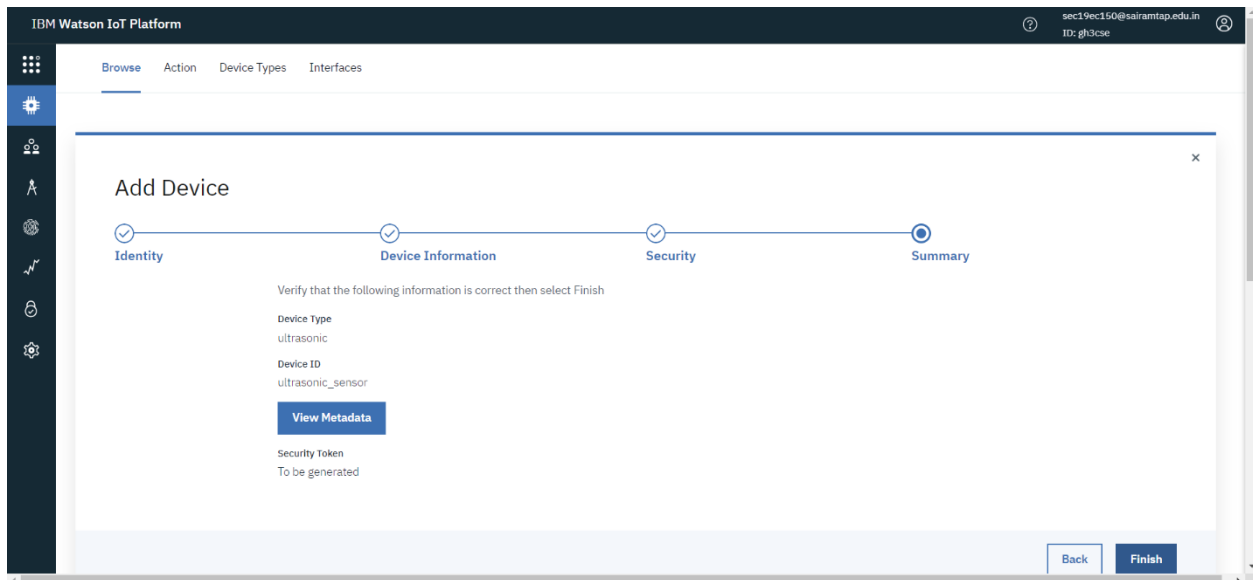 IBM Watson IoT Platform
sec19ec150@sairamtap.edu.in
ID: gh3cse
Browse Action Device Types Interfaces
Add Device
Identity Device Information Security Summary
Verify that the following information is correct then select Finish
Device Type
ultrasonic
Device ID
ultrasonic_sensor
View Metadata
Security Token
To be generated
Back Finish